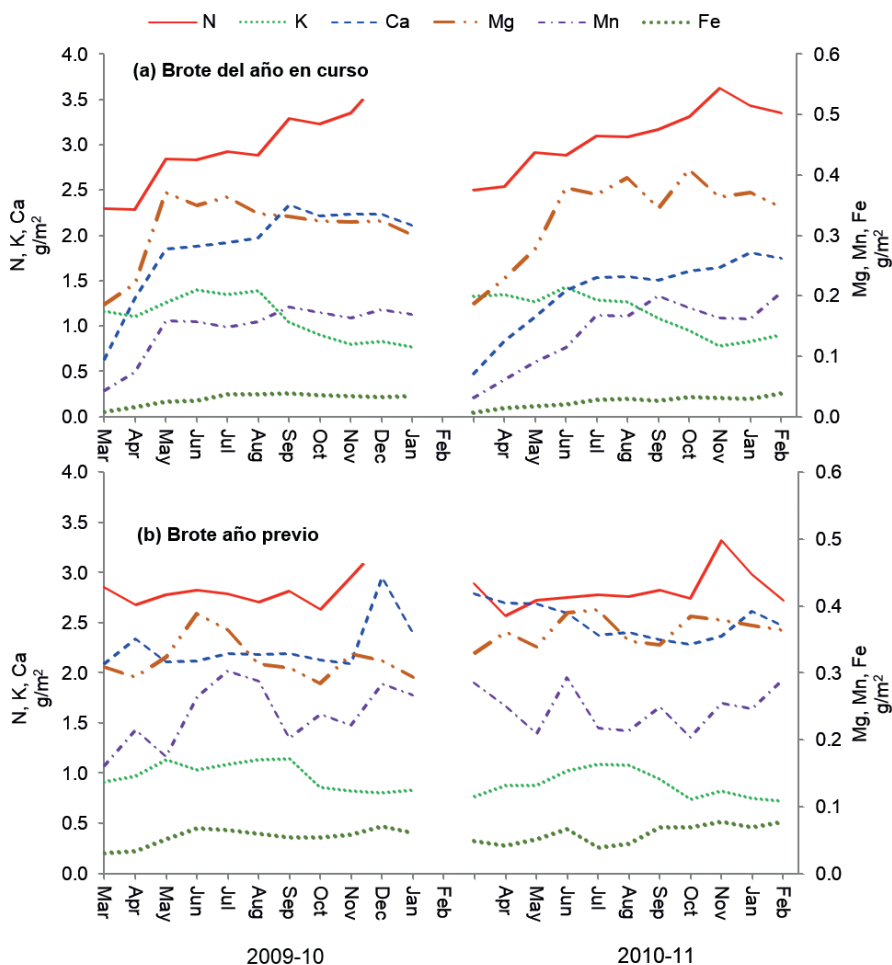 N K Ca Mg Mn Fe
(a) Brote del año en curso
4.0
3.5
3.0
2.5
2.0
1.5
1.0
0.5
0.0
N, K, Ca
g/m²
0.6
0.5
0.4
0.3
0.2
0.1
0.0
Mg, Mn, Fe
g/m²
Mar Apr May Jun Jul Aug Sep Oct Nov Dec Jan Feb
Apr May Jun Jul Aug Sep Oct Nov Jan Feb
(b) Brote año previo
4.0
3.5
3.0
2.5
2.0
1.5
1.0
0.5
0.0
N, K, Ca
g/m²
0.6
0.5
0.4
0.3
0.2
0.1
0.0
Mg, Mn, Fe
g/m²
Mar Apr May Jun Jul Aug Sep Oct Nov Dec Jan Feb
Apr May Jun Jul Aug Sep Oct Nov Jan Feb
2009-10 2010-11